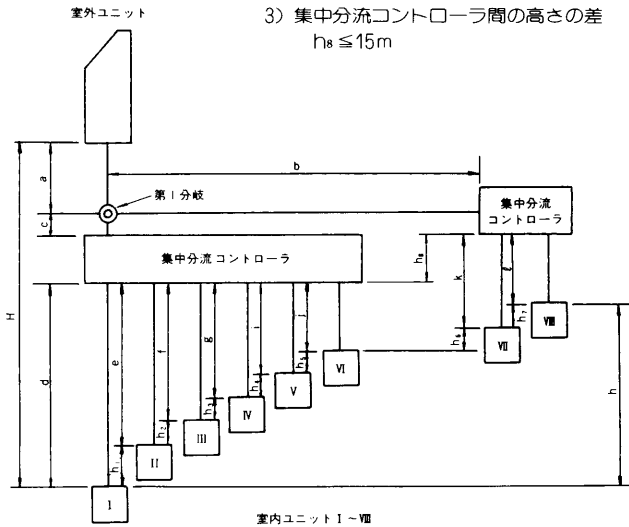 室外ユニット
3) 集中分流コントローラ間の高さの差
h₈ ≦15m
a
b
第1分岐
c
集中分流
コントローラ
集中分流コントローラ
h₈
k
ℓ
H
d
e
f
g
i
j
h₇
h₆
h₅
h₄
h₃
h₂
h₁
h
VIII
VII
VI
V
IV
III
II
I
室内ユニット I～VIII